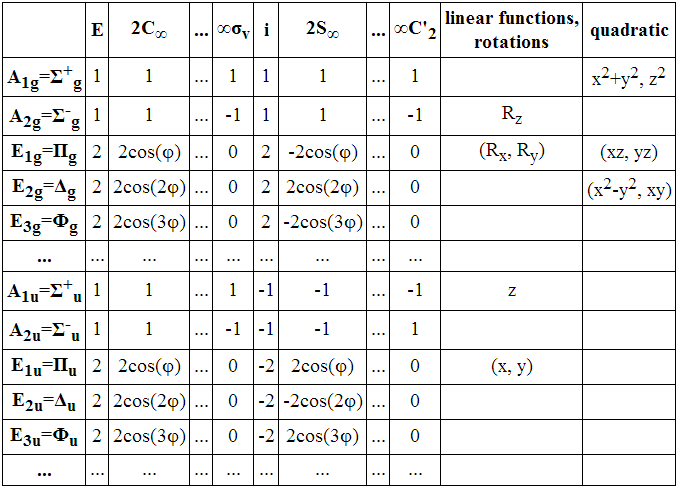 E 2C∞ ... ∞σv i 2S∞ ... ∞C'2 linear functions, rotations quadratic
A1g=Σ+g 1 1 ... 1 1 1 ... 1 x2+y2, z2
A2g=Σ-g 1 1 ... -1 1 1 ... -1 Rz
E1g=Πg 2 2cos(φ) ... 0 2 -2cos(φ) ... 0 (Rx, Ry) (xz, yz)
E2g=Δg 2 2cos(2φ) ... 0 2 2cos(2φ) ... 0 (x2-y2, xy)
E3g=Φg 2 2cos(3φ) ... 0 2 -2cos(3φ) ... 0
... ... ... ... ... ... ... ... ...
A1u=Σ+u 1 1 ... 1 -1 -1 ... -1 z
A2u=Σ-u 1 1 ... -1 -1 -1 ... 1
E1u=Πu 2 2cos(φ) ... 0 -2 2cos(φ) ... 0 (x, y)
E2u=Δu 2 2cos(2φ) ... 0 -2 -2cos(2φ) ... 0
E3u=Φu 2 2cos(3φ) ... 0 -2 2cos(3φ) ... 0
... ... ... ... ... ... ... ... ...